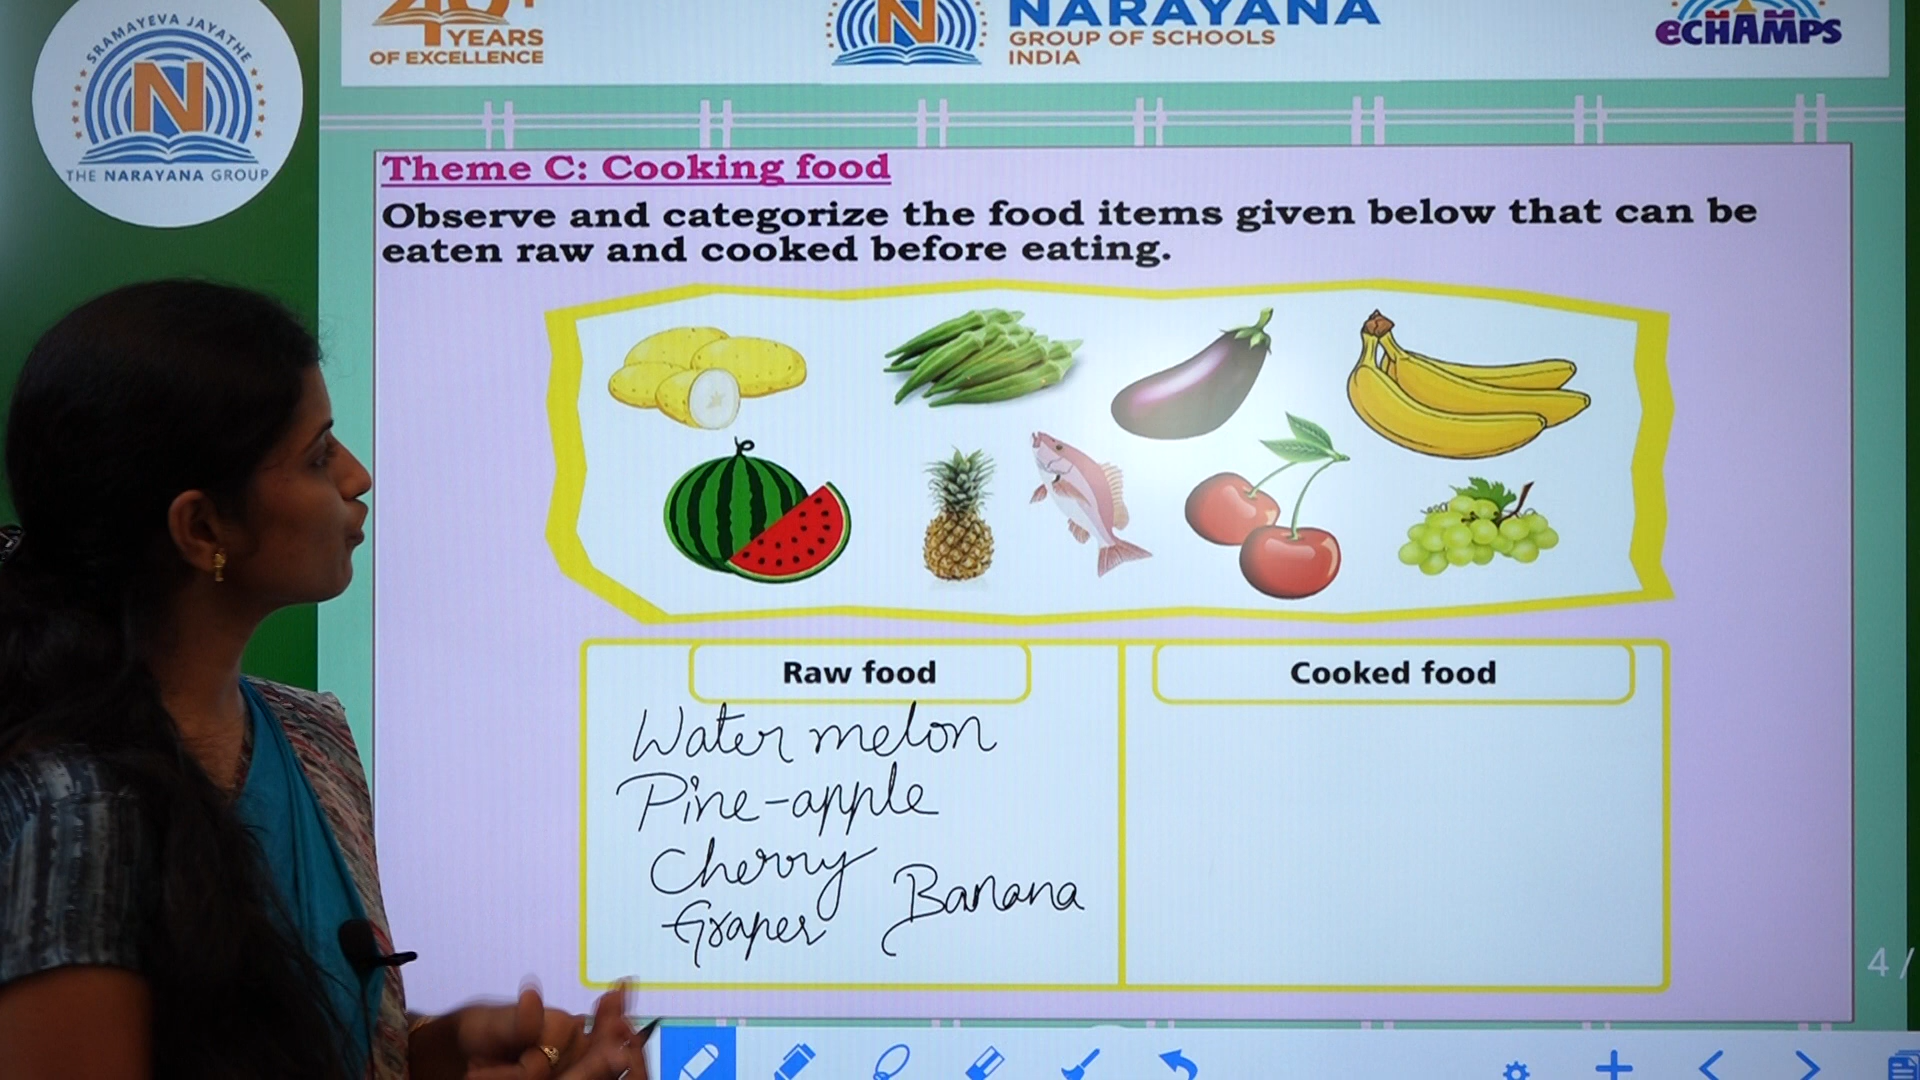 SRAMAYEVA JAYATHE
N
THE NARAYANA GROUP
40+
YEARS
OF EXCELLENCE
N
NARAYANA
GROUP OF SCHOOLS
INDIA
eCHAMPS
Theme C: Cooking food
Observe and categorize the food items given below that can be
eaten raw and cooked before eating.
Raw food
Cooked food
Water melon
Pine-apple
Cherry
Grapes
Banana
4 /